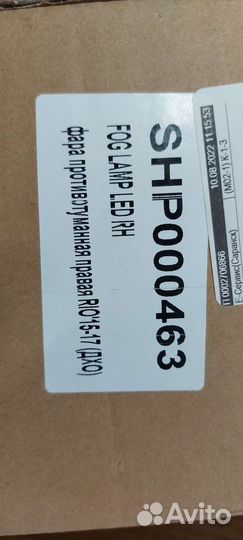 SHP000463
FOG LAMP LED RH
фара противотуманная правая RIO'15-17 (ДХО)
10.08.2022 11:15:53
(М02-1) К-1-3
П 0002706866
Сервис(Саранск)
Avito